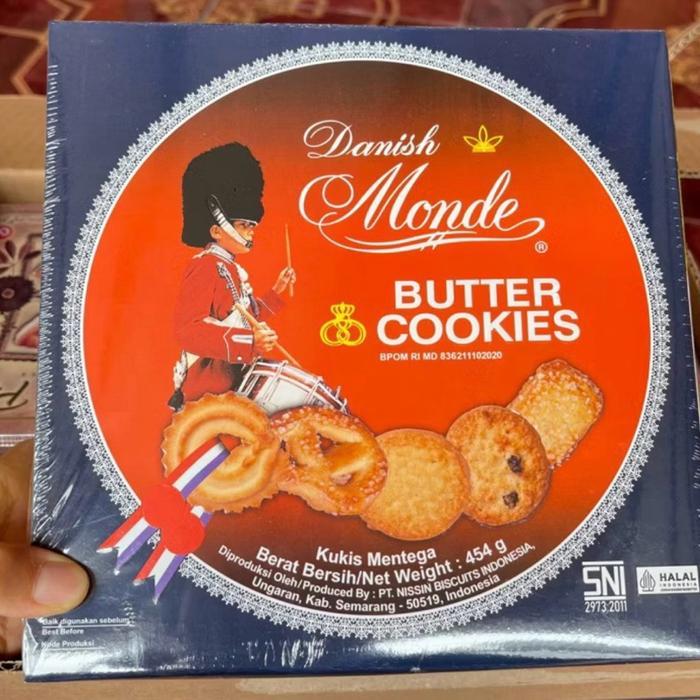 Danish
Monde
®
BUTTER
COOKIES
BPOM RI MD 836211102020
Kukis Mentega
Berat Bersih/Net Weight : 454 g
Diproduksi Oleh/Produced By : PT. NISSIN BISCUITS INDONESIA,
Ungaran, Kab. Semarang - 50519, Indonesia
SNI
2973:2011
HALAL
INDONESIA
Baik digunakan sebelum
Best Before
Kode Produksi